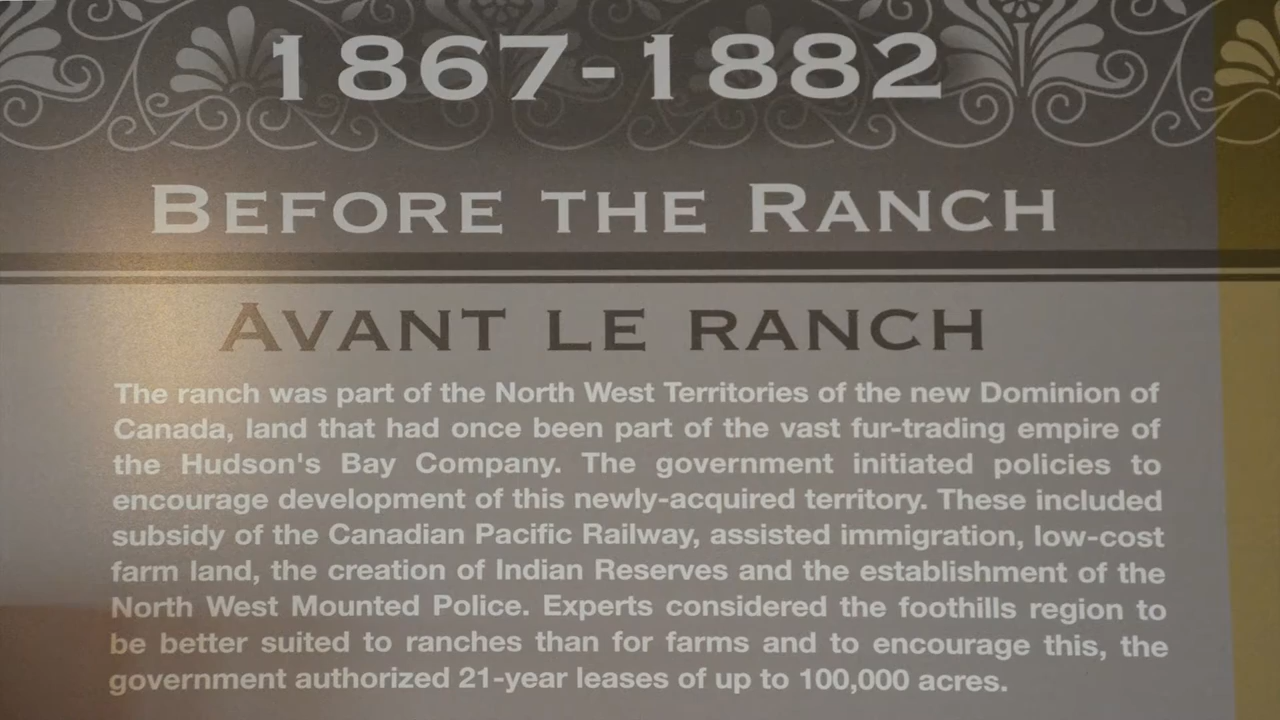 1867-1882
BEFORE THE RANCH
AVANT LE RANCH
The ranch was part of the North West Territories of the new Dominion of
Canada, land that had once been part of the vast fur-trading empire of
the Hudson's Bay Company. The government initiated policies to
encourage development of this newly-acquired territory. These included
subsidy of the Canadian Pacific Railway, assisted immigration, low-cost
farm land, the creation of Indian Reserves and the establishment of the
North West Mounted Police. Experts considered the foothills region to
be better suited to ranches than for farms and to encourage this, the
government authorized 21-year leases of up to 100,000 acres.